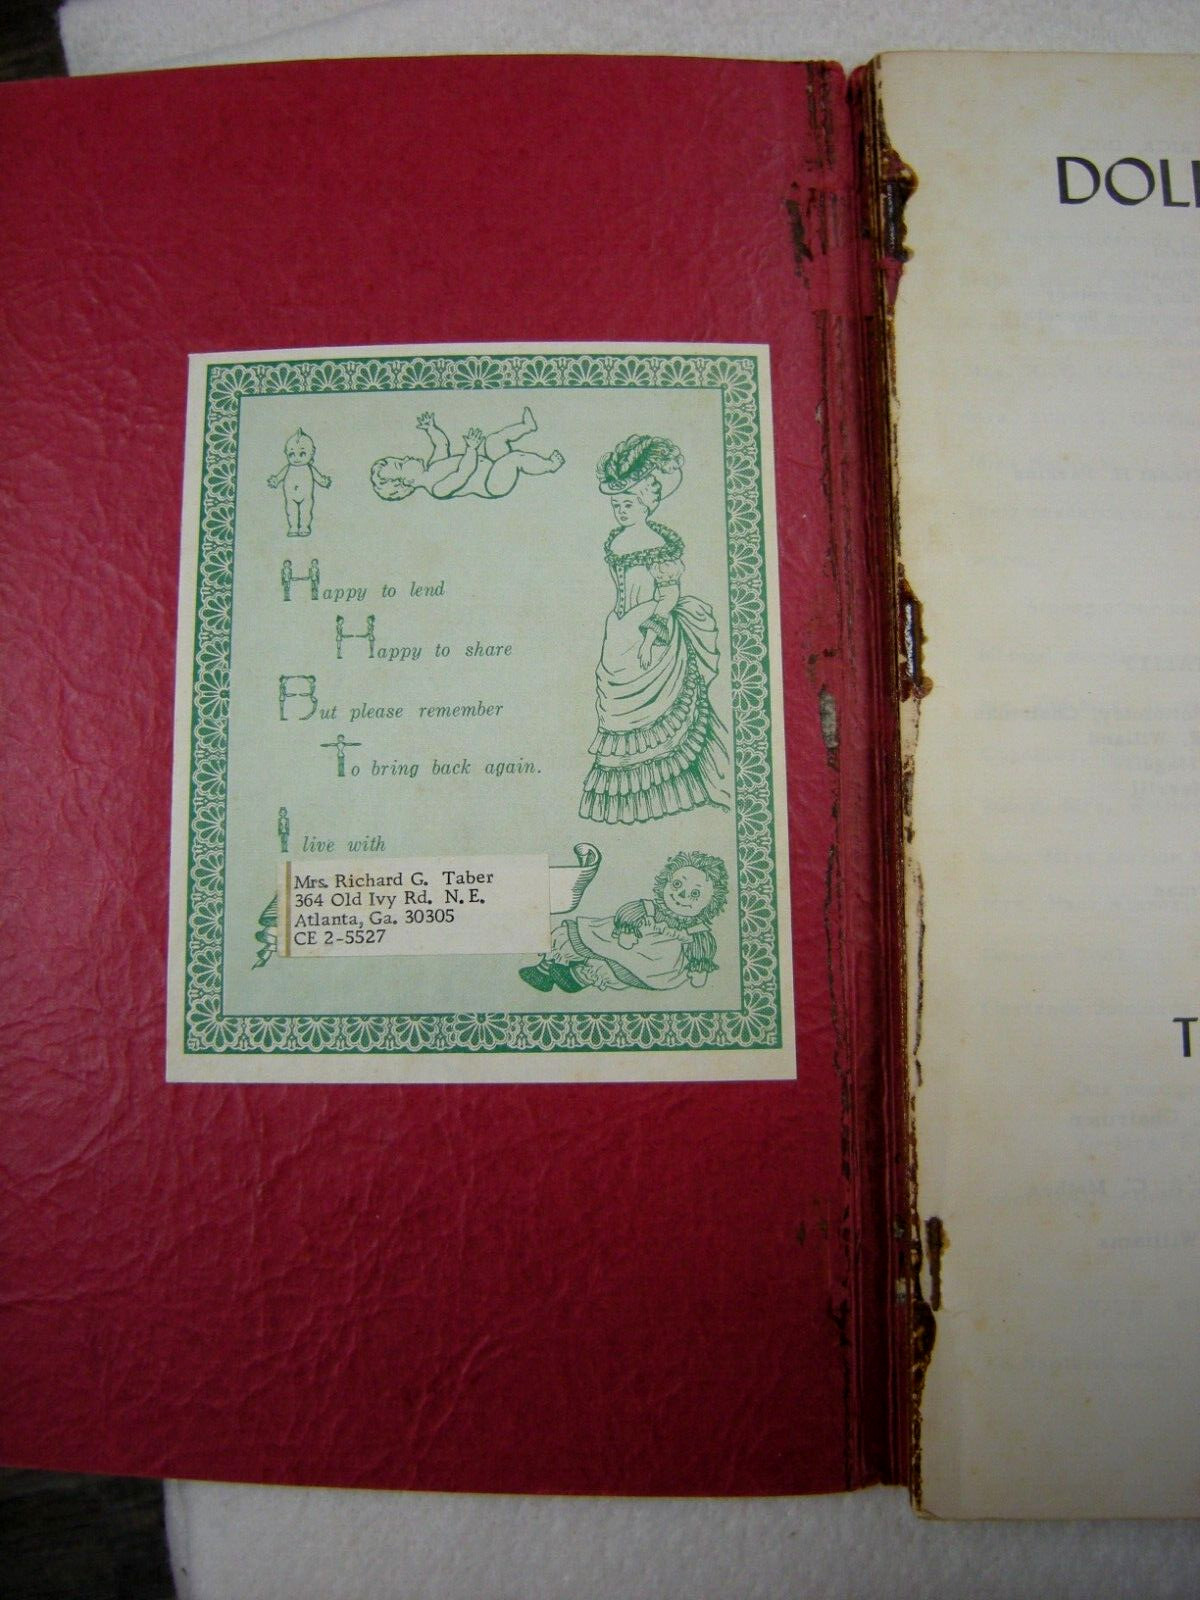 Happy to lend
Happy to share
But please remember
To bring back again.
I live with
Mrs. Richard G. Taber
364 Old Ivy Rd. N.E.
Atlanta, Ga. 30305
CE 2-5527
DOLL
T